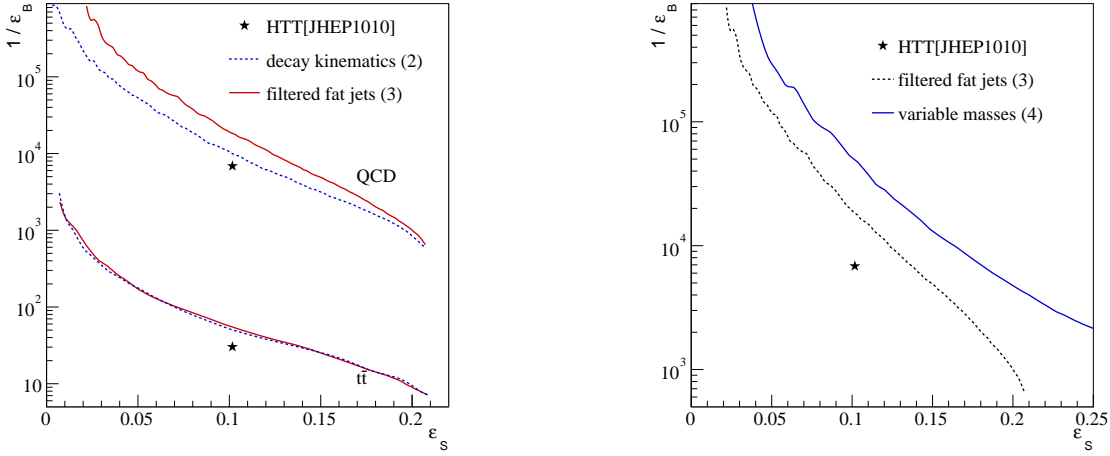 1 / ε_B
10^5
10^4
10^3
10^2
10
HTT[JHEP1010]
decay kinematics (2)
filtered fat jets (3)
QCD
tt̄
0 0.05 0.1 0.15 0.2
ε_S
1 / ε_B
10^5
10^4
10^3
HTT[JHEP1010]
filtered fat jets (3)
variable masses (4)
0 0.05 0.1 0.15 0.2 0.25
ε_S